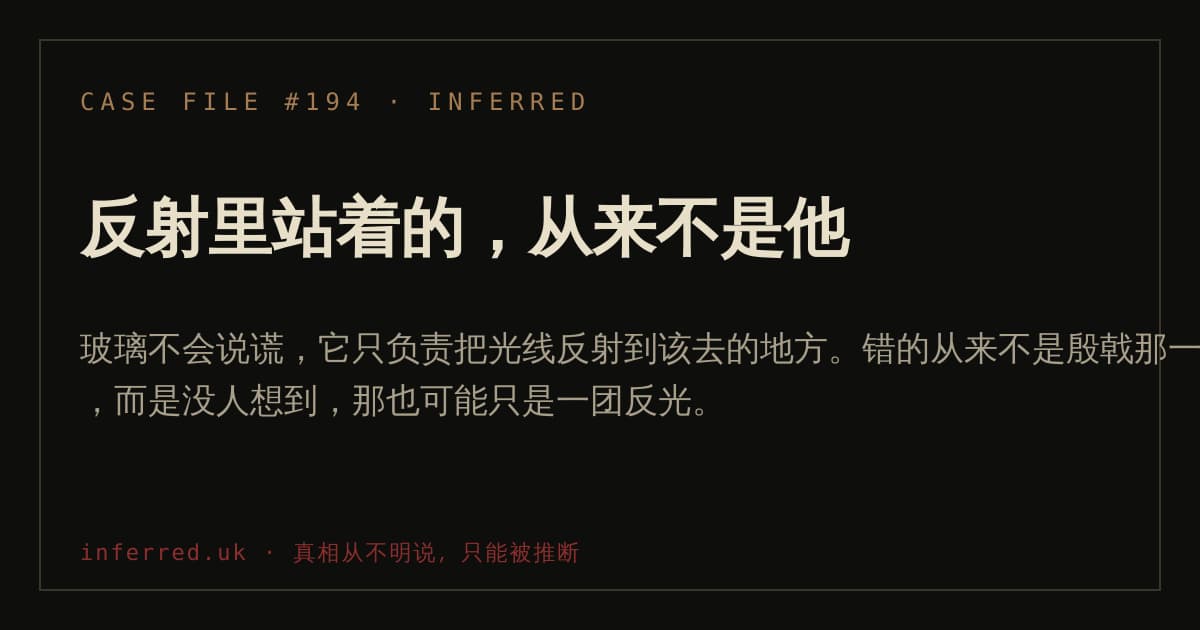 CASE FILE #194 · INFERRED
反射里站着的，从来不是他
玻璃不会说谎，它只负责把光线反射到该去的地方。错的从来不是殷戟那一
，而是没人想到，那也可能只是一团反光。
inferred.uk · 真相从不明说，只能被推断